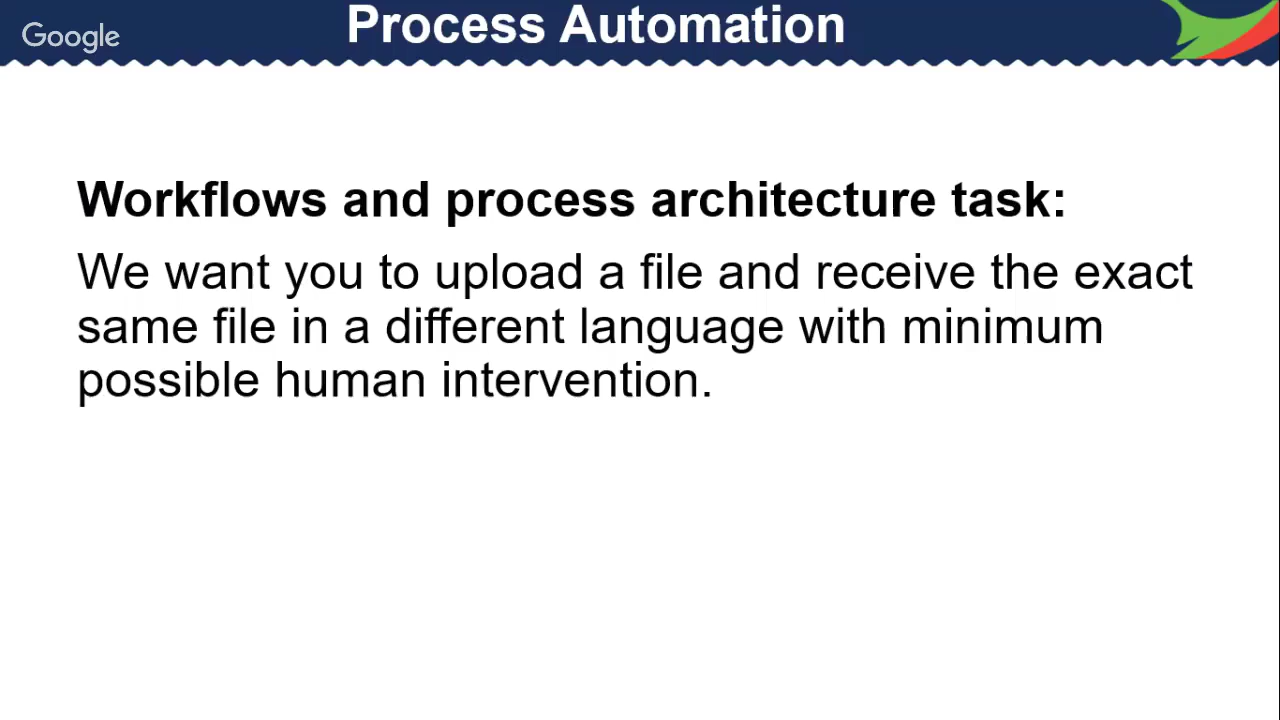 Google
Process Automation
Workflows and process architecture task:
We want you to upload a file and receive the exact
same file in a different language with minimum
possible human intervention.